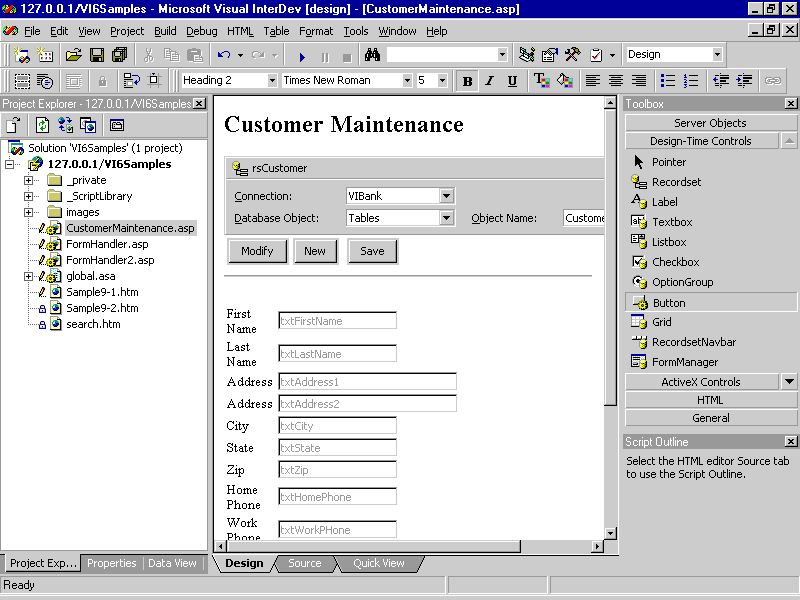 127.0.0.1/VI6Samples - Microsoft Visual InterDev [design] - [CustomerMaintenance.asp]
File Edit View Project Build Debug HTML Table Format Tools Window Help
Design
Heading 2 Times New Roman 5 B I U
Project Explorer - 127.0.0.1/VI6Samples
Solution 'VI6Samples' (1 project)
127.0.0.1/VI6Samples
_private
_ScriptLibrary
images
CustomerMaintenance.asp
FormHandler.asp
FormHandler2.asp
global.asa
Sample9-1.htm
Sample9-2.htm
search.htm
Project Exp... Properties Data View
Customer Maintenance
rsCustomer
Connection: VIBank
Database Object: Tables Object Name: Custome
Modify New Save
First Name txtFirstName
Last Name txtLastName
Address txtAddress1
Address txtAddress2
City txtCity
State txtState
Zip txtZip
Home Phone txtHomePhone
Work Phone txtWorkPHone
Design Source Quick View
Toolbox
Server Objects
Design-Time Controls
Pointer
Recordset
Label
Textbox
Listbox
Checkbox
OptionGroup
Button
Grid
RecordsetNavbar
FormManager
ActiveX Controls
HTML
General
Script Outline
Select the HTML editor Source tab
to use the Script Outline.
Ready